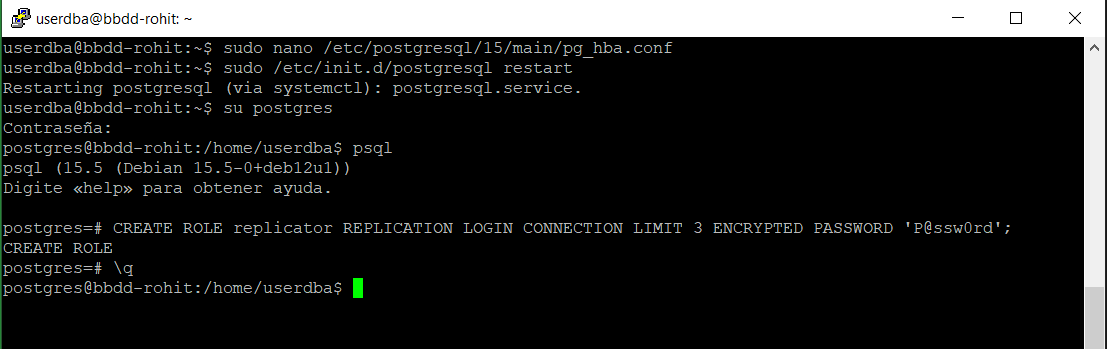 userdba@bbdd-rohit: ~
userdba@bbdd-rohit:~$ sudo nano /etc/postgresql/15/main/pg_hba.conf
userdba@bbdd-rohit:~$ sudo /etc/init.d/postgresql restart
Restarting postgresql (via systemctl): postgresql.service.
userdba@bbdd-rohit:~$ su postgres
Contraseña:
postgres@bbdd-rohit:/home/userdba$ psql
psql (15.5 (Debian 15.5-0+deb12u1))
Digite «help» para obtener ayuda.
postgres=# CREATE ROLE replicator REPLICATION LOGIN CONNECTION LIMIT 3 ENCRYPTED PASSWORD 'P@ssw0rd';
CREATE ROLE
postgres=# \q
postgres@bbdd-rohit:/home/userdba$